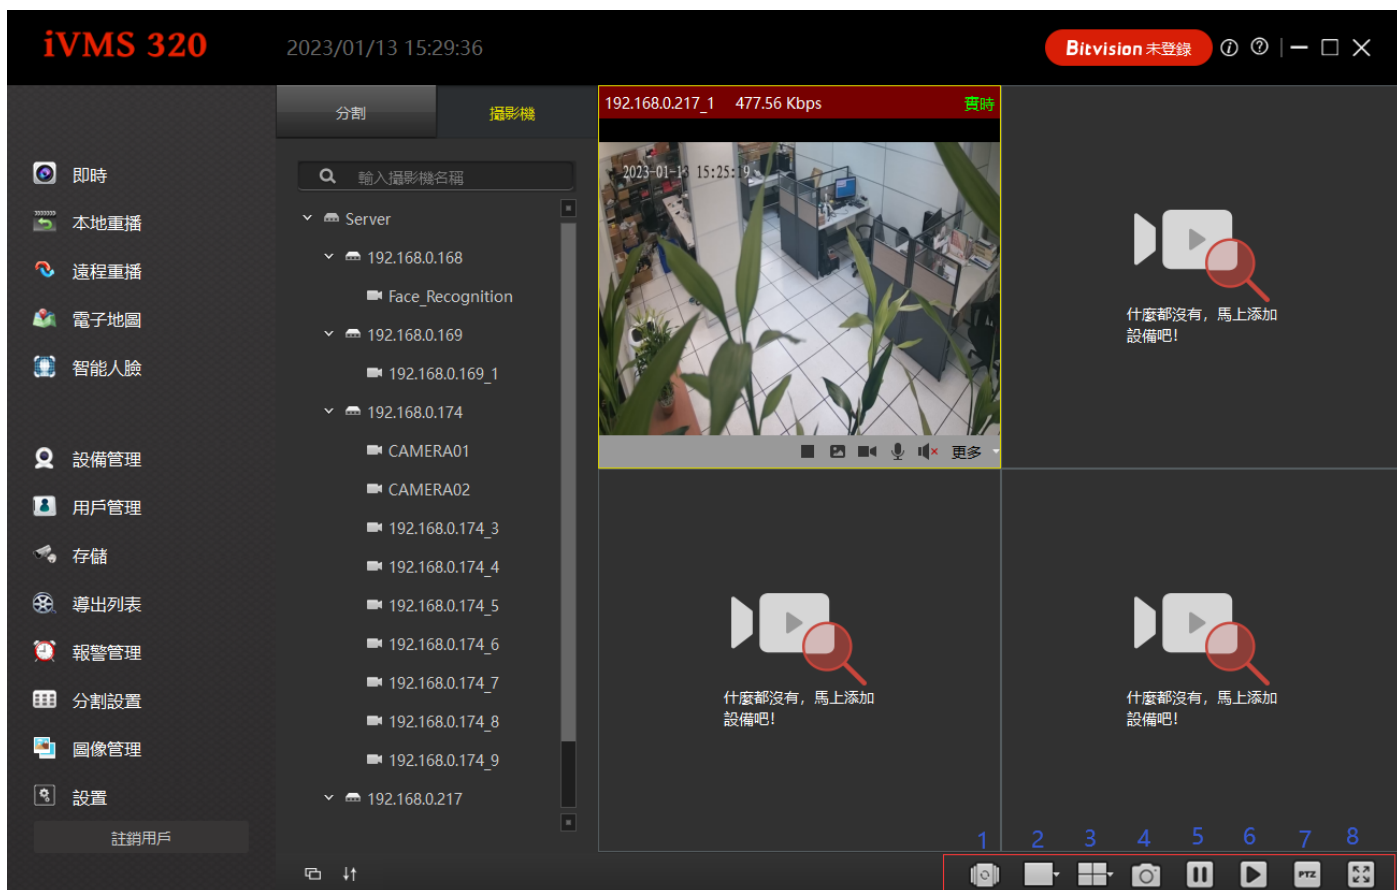 iVMS 320
2023/01/13 15:29:36
Bitvision 未登錄
分割
攝影機
輸入攝影機名稱
即時
本地重播
遠程重播
電子地圖
智能人臉
設備管理
用戶管理
存儲
導出列表
報警管理
分割設置
圖像管理
設置
註銷用戶
Server
192.168.0.168
Face_Recognition
192.168.0.169
192.168.0.169_1
192.168.0.174
CAMERA01
CAMERA02
192.168.0.174_3
192.168.0.174_4
192.168.0.174_5
192.168.0.174_6
192.168.0.174_7
192.168.0.174_8
192.168.0.174_9
192.168.0.217
192.168.0.217_1 477.56 Kbps 實時
2023-01-13 15:25:19
更多
什麼都沒有，馬上添加
設備吧！
什麼都沒有，馬上添加
設備吧！
什麼都沒有，馬上添加
設備吧！
1 2 3 4 5 6 7 8
PTZ